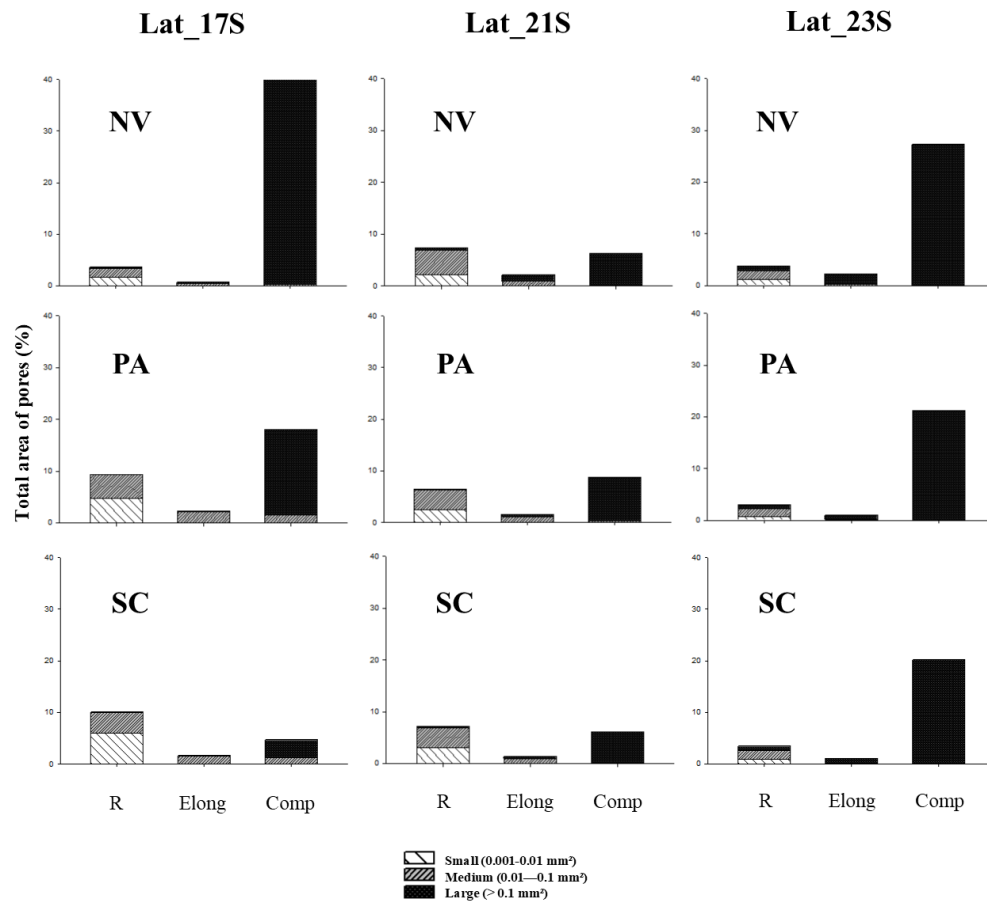 Lat_17S Lat_21S Lat_23S
40 40 40
NV NV NV
30 30 30
20 20 20
10 10 10
0 0 0
Total area of pores (%)
40 40 40
PA PA PA
30 30 30
20 20 20
10 10 10
0 0 0
40 40 40
SC SC SC
30 30 30
20 20 20
10 10 10
0 0 0
R Elong Comp R Elong Comp R Elong Comp
Small (0.001-0.01 mm²)
Medium (0.01—0.1 mm²)
Large (> 0.1 mm²)